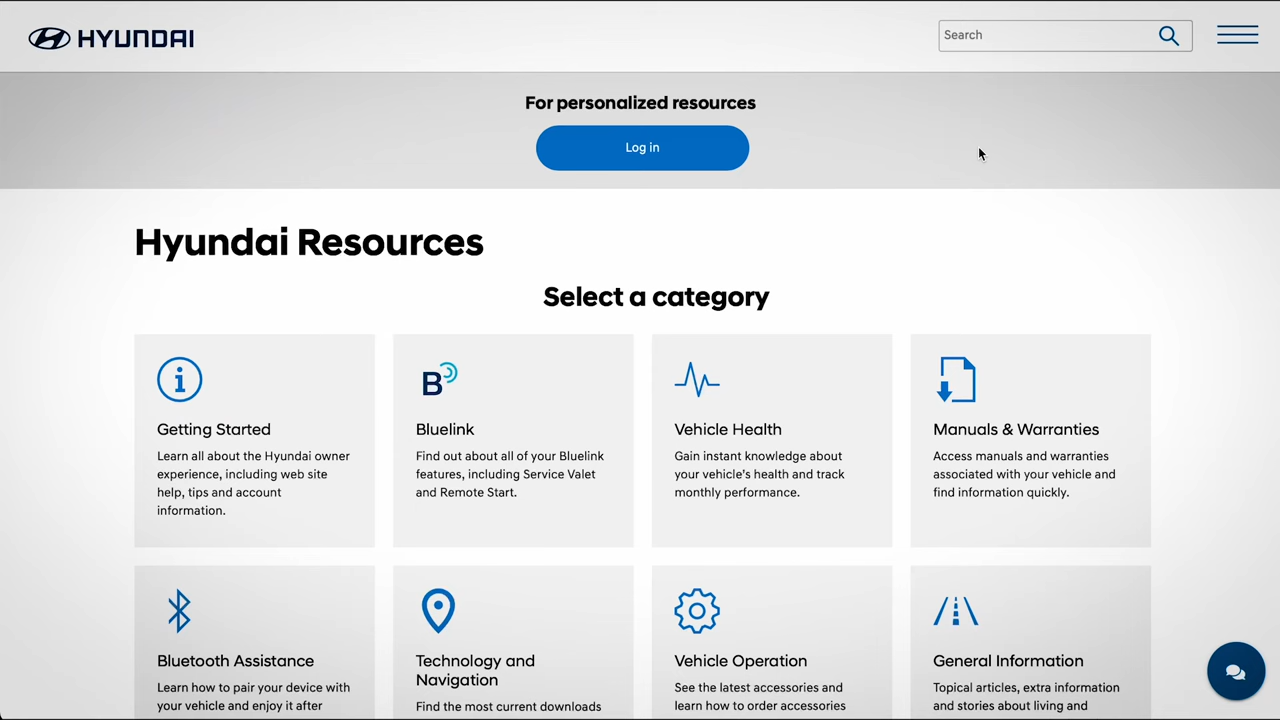 HYUNDAI
Search
For personalized resources
Log in
Hyundai Resources
Select a category
Getting Started
Learn all about the Hyundai owner
experience, including web site
help, tips and account
information.
B
Bluelink
Find out about all of your Bluelink
features, including Service Valet
and Remote Start.
Vehicle Health
Gain instant knowledge about
your vehicle's health and track
monthly performance.
Manuals & Warranties
Access manuals and warranties
associated with your vehicle and
find information quickly.
Bluetooth Assistance
Learn how to pair your device with
your vehicle and enjoy it after
Technology and
Navigation
Find the most current downloads
Vehicle Operation
See the latest accessories and
learn how to order accessories
General Information
Topical articles, extra information
and stories about living and